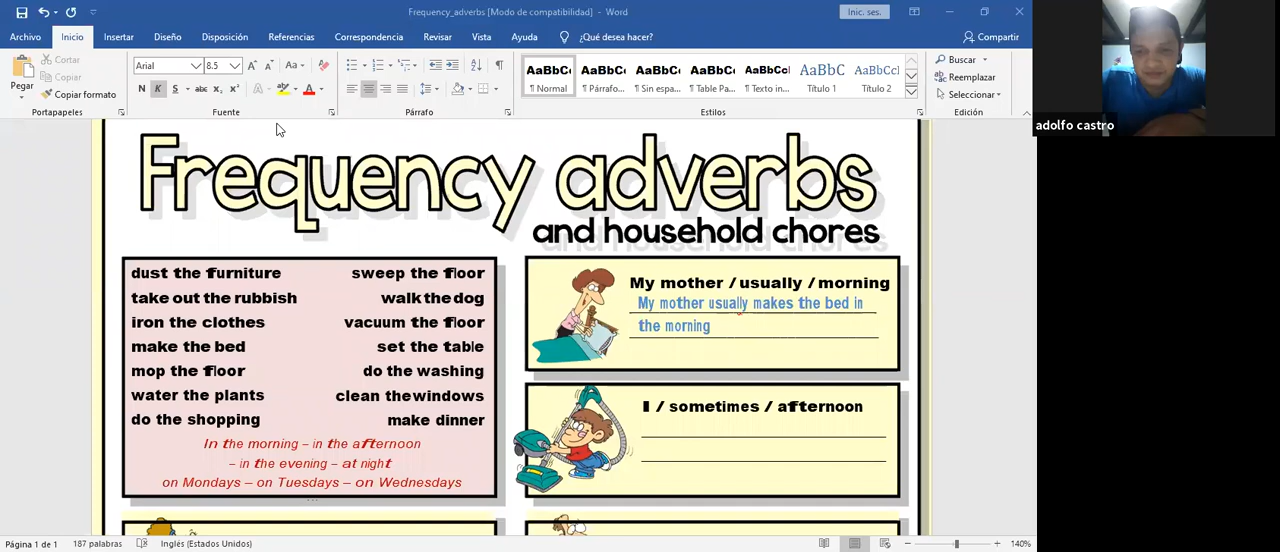 Frequency_adverbs [Modo de compatibilidad] - Word
Inic. ses.
Archivo Inicio Insertar Diseño Disposición Referencias Correspondencia Revisar Vista Ayuda ¿Qué desea hacer? Compartir
Pegar
Cortar
Copiar
Copiar formato
Arial 8.5 Aa
N K S abc x₂ x² A A
AaBbCc AaBbCc AaBbCc AaBbCc AaBbCc AaBbC AaBbCcl
¶ Normal ¶ Párrafo... ¶ Sin espa... ¶ Table Pa... ¶ Texto in... Título 1 Título 2
Buscar
Reemplazar
Seleccionar
Portapapeles Fuente Párrafo Estilos Edición
adolfo castro
Frequency adverbs
and household chores
dust the furniture sweep the floor
take out the rubbish walk the dog
iron the clothes vacuum the floor
make the bed set the table
mop the floor do the washing
water the plants clean the windows
do the shopping make dinner
In the morning – in the afternoon
– in the evening – at night
on Mondays – on Tuesdays – on Wednesdays
...
My mother / usually / morning
My mother usually makes the bed in
the morning
I / sometimes / afternoon
Página 1 de 1 187 palabras Inglés (Estados Unidos) 140%